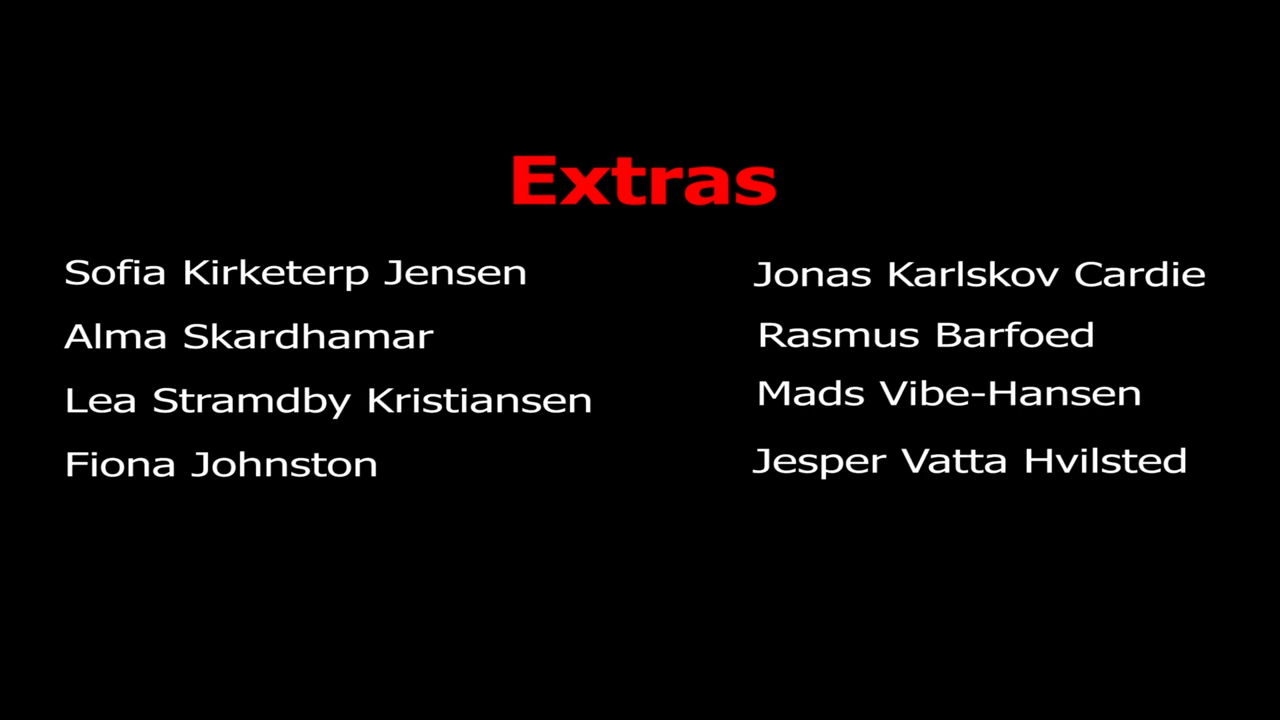 Extras
Sofia Kirketerp Jensen
Alma Skardhamar
Lea Stramdby Kristiansen
Fiona Johnston
Jonas Karlskov Cardie
Rasmus Barfoed
Mads Vibe-Hansen
Jesper Vatta Hvilsted